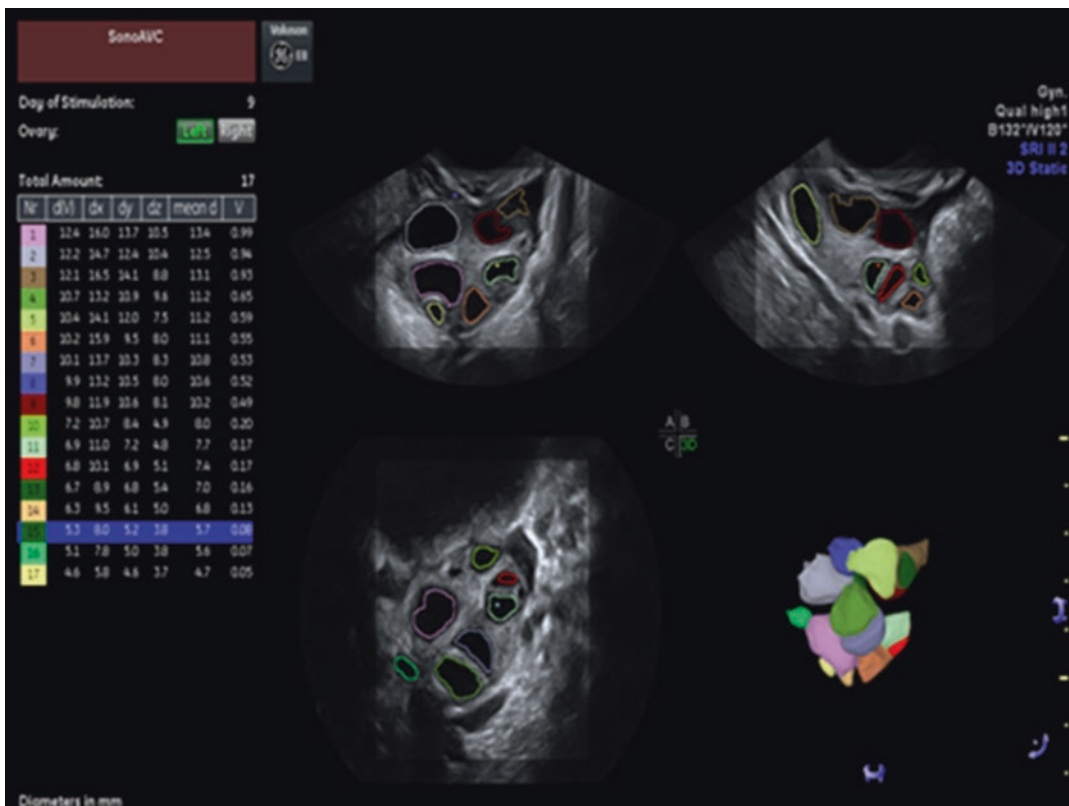 SonoAVC
Voluson
E8
Day of Stimulation: 9
Ovary: Left Right
Total Amount: 17
Nr d(V) dx dy dz mean d V
1 12.4 16.0 13.7 10.5 13.4 0.99
2 12.2 14.7 12.4 10.4 12.5 0.94
3 12.1 16.5 14.1 8.8 13.1 0.93
4 10.7 13.2 10.9 9.6 11.2 0.65
5 10.4 14.1 12.0 7.5 11.2 0.59
6 10.2 15.9 9.5 8.0 11.1 0.55
7 10.1 13.7 10.3 8.3 10.8 0.53
8 9.9 13.2 10.5 8.0 10.6 0.52
9 9.8 11.9 10.6 8.1 10.2 0.49
10 7.2 10.7 8.4 4.9 8.0 0.20
11 6.9 11.0 7.2 4.8 7.7 0.17
12 6.8 10.1 6.9 5.1 7.4 0.17
13 6.7 8.9 6.8 5.4 7.0 0.16
14 6.3 9.5 6.1 5.0 6.8 0.13
15 5.3 8.0 5.2 3.8 5.7 0.08
16 5.1 7.8 5.0 3.8 5.6 0.07
17 4.6 5.8 4.6 3.7 4.7 0.05
Diameters in mm
Gyn.
Qual high1
B132°/V120°
SRI II 2
3D Static
A B
C 3D